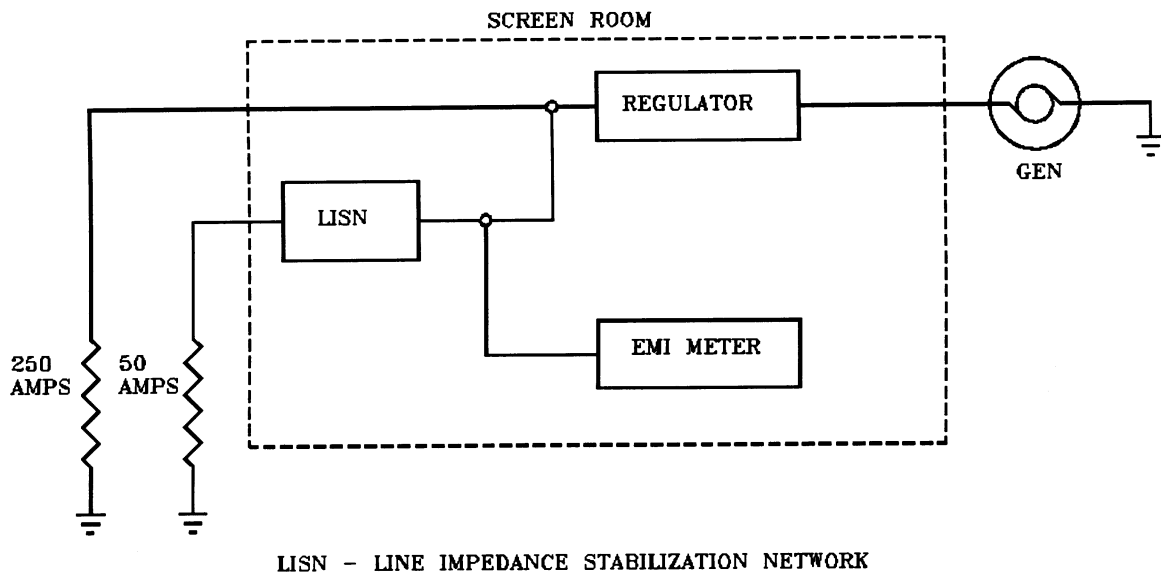 SCREEN ROOM
REGULATOR
GEN
LISN
EMI METER
250
AMPS
50
AMPS
LISN - LINE IMPEDANCE STABILIZATION NETWORK